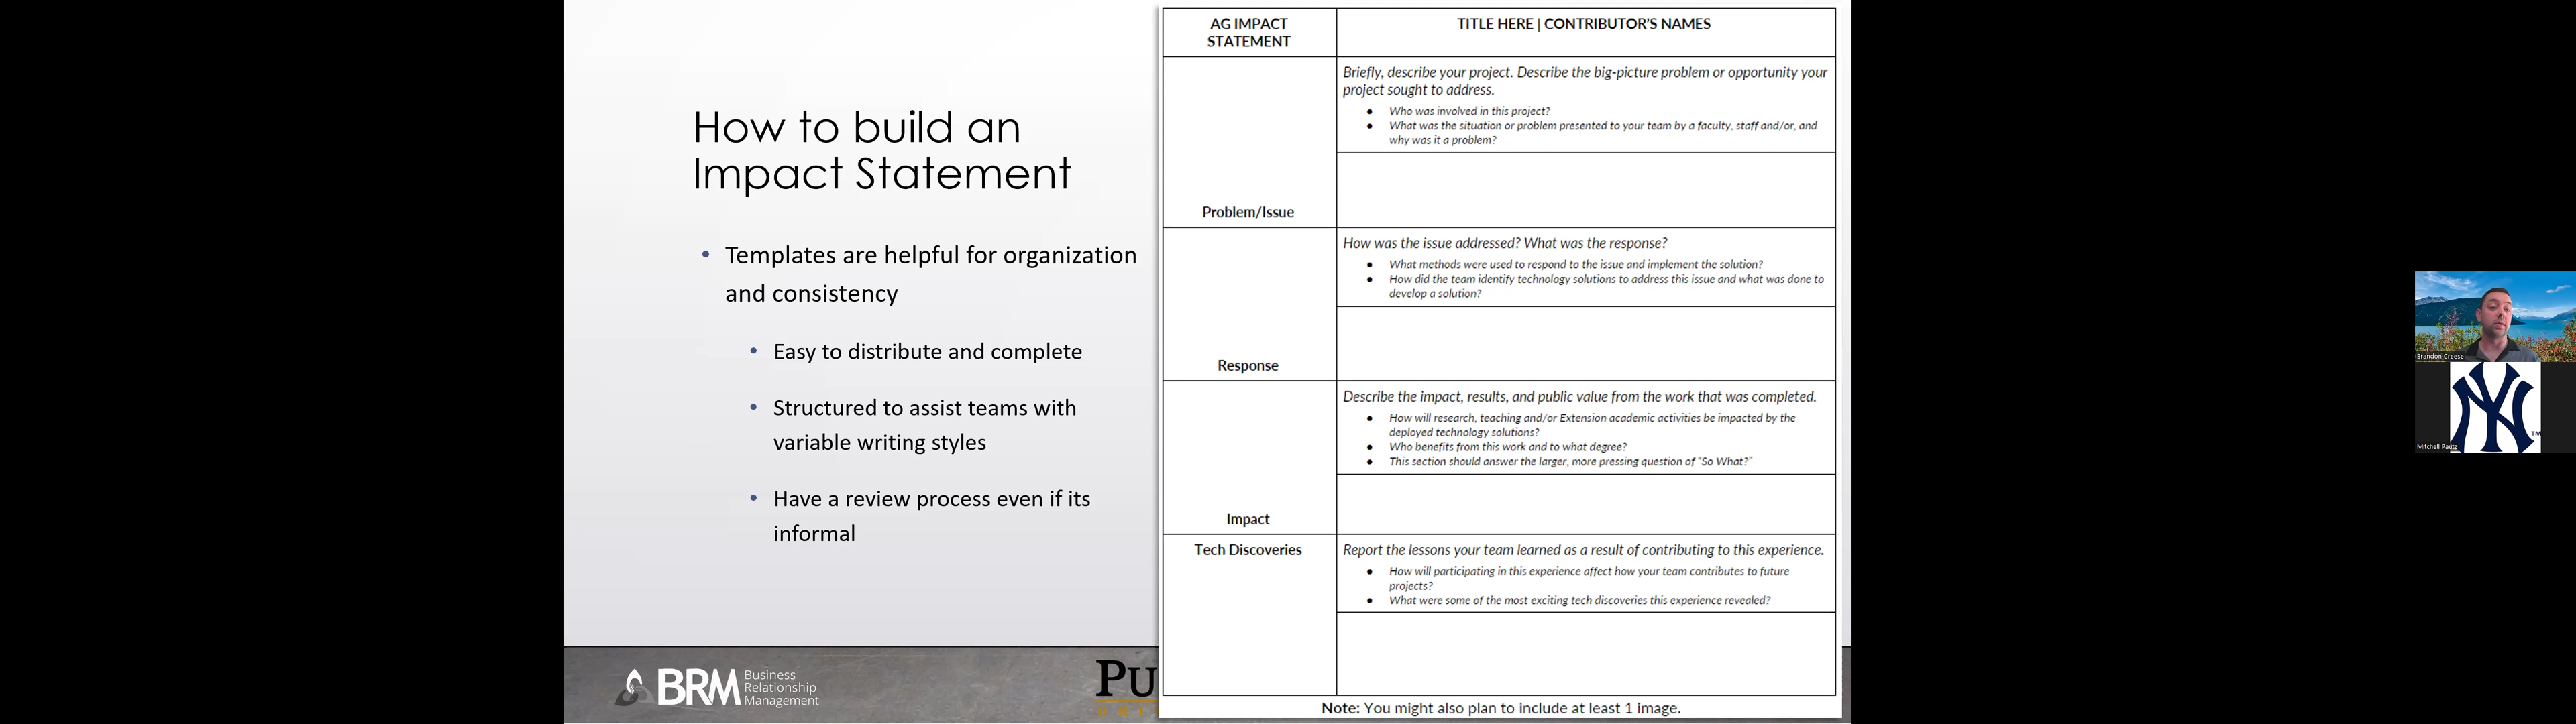 How to build an
Impact Statement
• Templates are helpful for organization
and consistency
• Easy to distribute and complete
• Structured to assist teams with
variable writing styles
• Have a review process even if its
informal
BRM
Business
Relationship
Management
PU
AG IMPACT
STATEMENT
TITLE HERE | CONTRIBUTOR'S NAMES
Problem/Issue
Briefly, describe your project. Describe the big-picture problem or opportunity your
project sought to address.
• Who was involved in this project?
• What was the situation or problem presented to your team by a faculty, staff and/or, and
why was it a problem?
Response
How was the issue addressed? What was the response?
• What methods were used to respond to the issue and implement the solution?
• How did the team identify technology solutions to address this issue and what was done to
develop a solution?
Impact
Describe the impact, results, and public value from the work that was completed.
• How will research, teaching and/or Extension academic activities be impacted by the
deployed technology solutions?
• Who benefits from this work and to what degree?
• This section should answer the larger, more pressing question of "So What?"
Tech Discoveries
Report the lessons your team learned as a result of contributing to this experience.
• How will participating in this experience affect how your team contributes to future
projects?
• What were some of the most exciting tech discoveries this experience revealed?
Note: You might also plan to include at least 1 image.
Brandon Creese
NY
TM
Mitchell